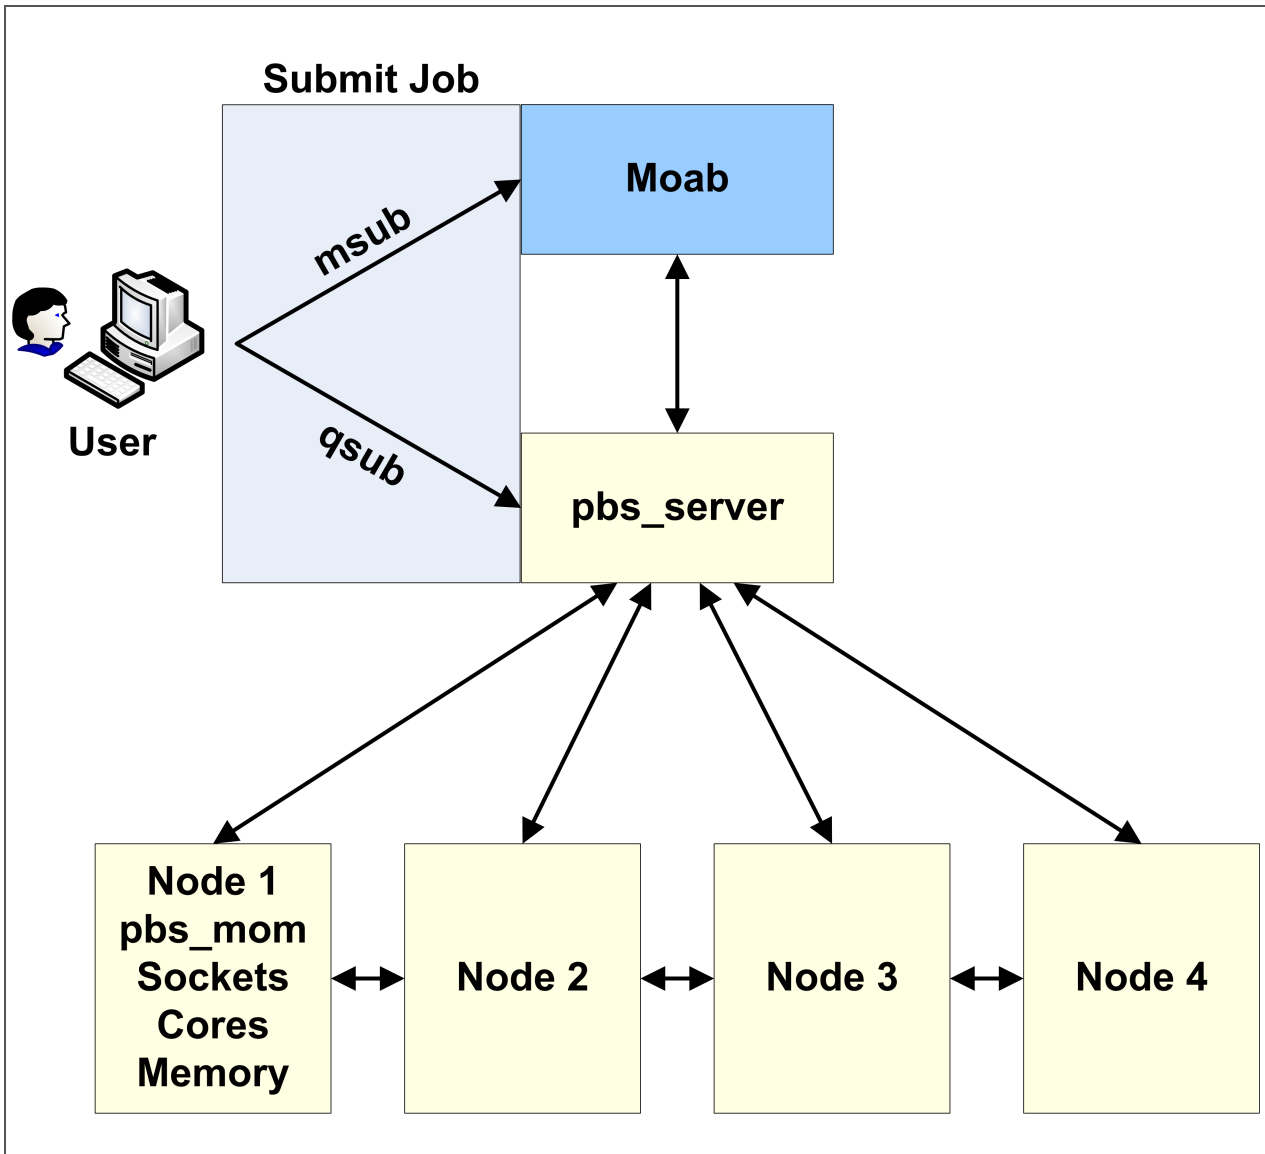 Submit Job
Moab
msub
User
qsub
pbs_server
Node 1
pbs_mom
Sockets
Cores
Memory
Node 2
Node 3
Node 4